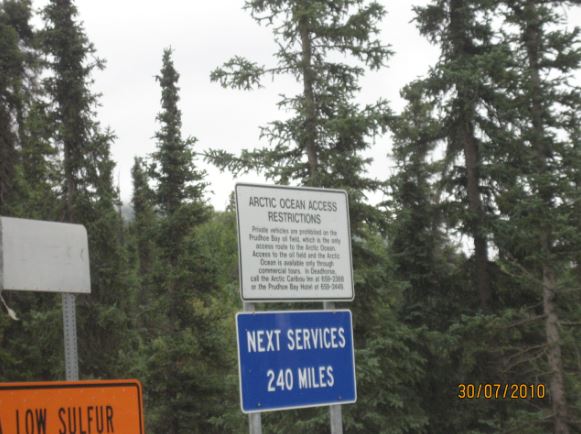 ARCTIC OCEAN ACCESS
RESTRICTIONS
Private vehicles are prohibited on the
Prudhoe Bay oil field, which is the only
access route to the Arctic Ocean.
Access to the oil field and the Arctic
Ocean is available only through
commercial tours. In Deadhorse,
call the Arctic Caribou Inn at 659-2368
or the Prudhoe Bay Hotel at 659-2449.
NEXT SERVICES
240 MILES
LOW SULFUR
30/07/2010